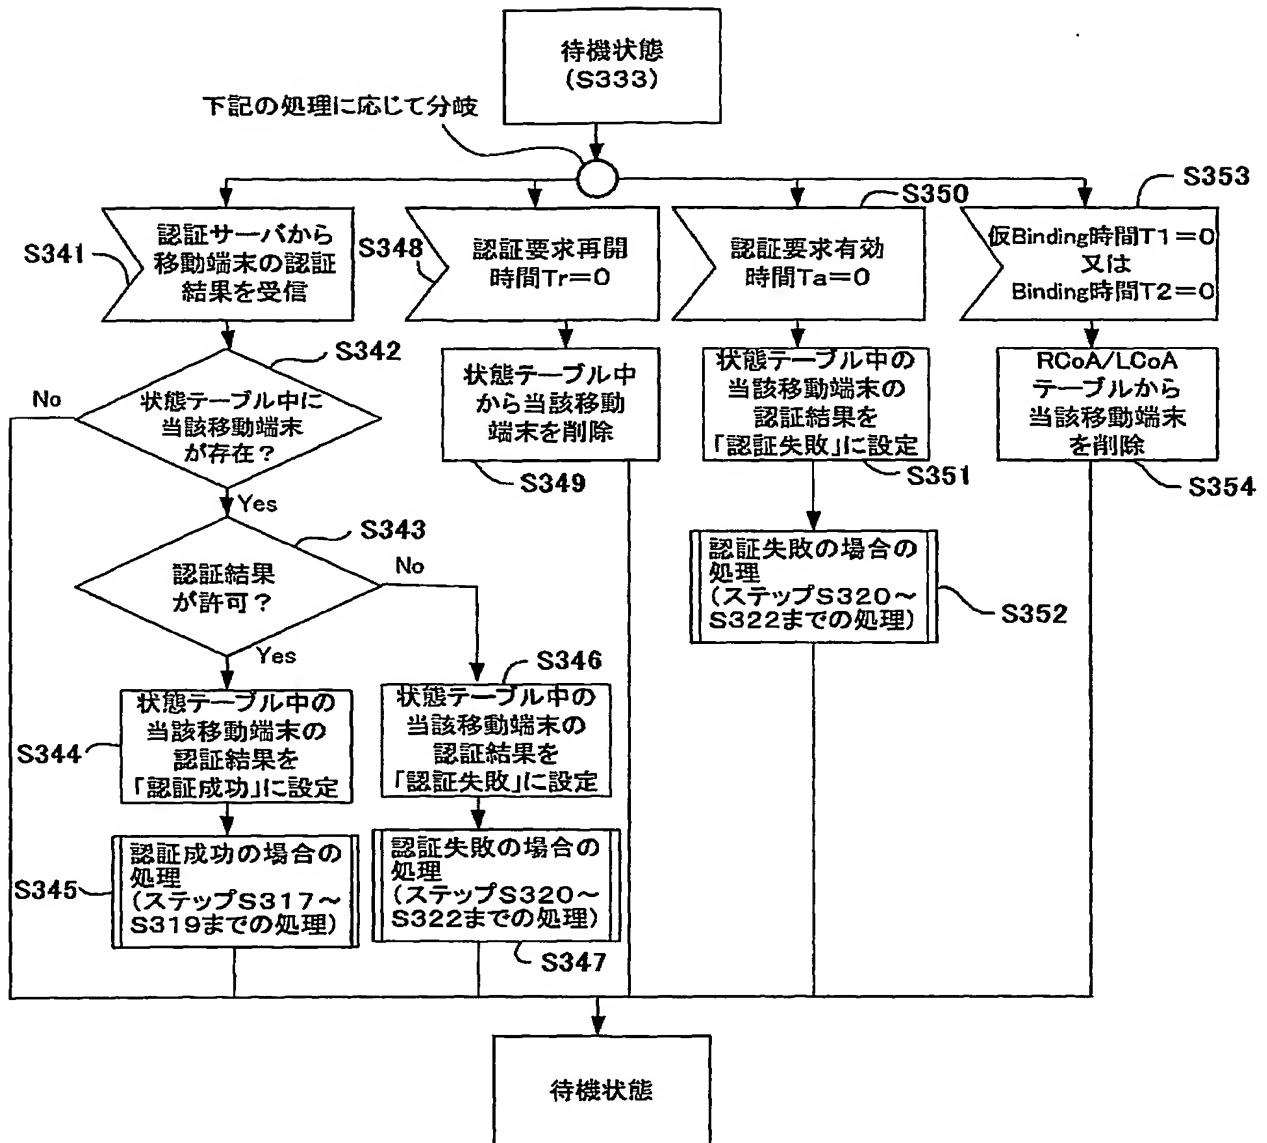 待機状態
(S333)
下記の処理に応じて分岐
S341
認証サーバから
移動端末の認証
結果を受信
S348
認証要求再開
時間Tr=0
S350
認証要求有効
時間Ta=0
S353
仮Binding時間T1=0
又は
Binding時間T2=0
S342
No
状態テーブル中に
当該移動端末
が存在?
Yes
状態テーブル中
から当該移動
端末を削除
S349
状態テーブル中の
当該移動端末の
認証結果を
「認証失敗」に設定
S351
RCoA/LCoA
テーブルから
当該移動端末
を削除
S354
S343
認証結果
が許可?
No
Yes
認証失敗の場合の
処理
(ステップS320~
S322までの処理)
S352
S344
状態テーブル中の
当該移動端末の
認証結果を
「認証成功」に設定
S346
状態テーブル中の
当該移動端末の
認証結果を
「認証失敗」に設定
S345
認証成功の場合の
処理
(ステップS317~
S319までの処理)
認証失敗の場合の
処理
(ステップS320~
S322までの処理)
S347
待機状態